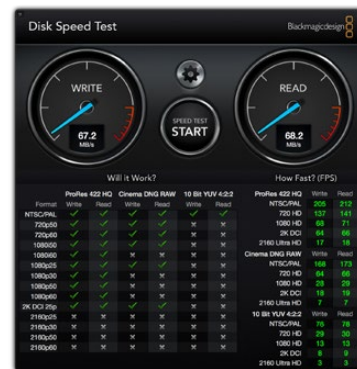 Disk Speed Test
Blackmagicdesign
WRITE
67.2
MB/s
SPEED TEST
START
READ
68.2
MB/s
Will it Work?
ProRes 422 HQ Cinema DNG RAW 10 Bit YUV 4:2:2
Format Write Read Write Read Write Read
NTSC/PAL
720p50
720p60
1080i50
1080i60
1080p25
1080p30
1080p50
1080p60
2K DCI 25p
2160p25
2160p30
2160p50
2160p60
How Fast? (FPS)
ProRes 422 HQ Write Read
NTSC/PAL 205 212
720 HD 137 141
1080 HD 68 71
2K DCI 64 66
2160 Ultra HD 17 18
Cinema DNG RAW Write Read
NTSC/PAL 168 173
720 HD 64 66
1080 HD 28 29
2K DCI 18 19
2160 Ultra HD 7 7
10 Bit YUV 4:2:2 Write Read
NTSC/PAL 76 78
720 HD 29 30
1080 HD 13 13
2K DCI 9 9
2160 Ultra HD 3 3